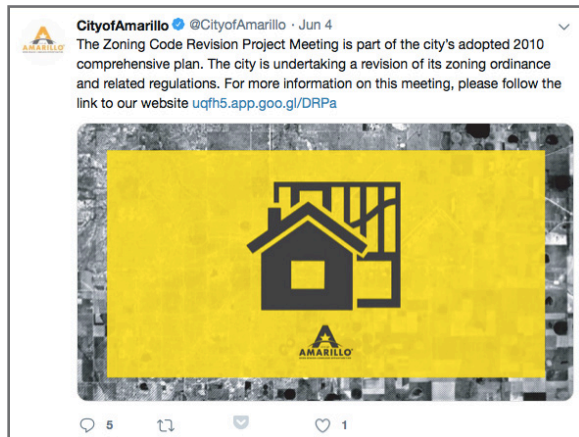 AMARILLO
CityofAmarillo @CityofAmarillo · Jun 4
The Zoning Code Revision Project Meeting is part of the city's adopted 2010
comprehensive plan. The city is undertaking a revision of its zoning ordinance
and related regulations. For more information on this meeting, please follow the
link to our website uqfh5.app.goo.gl/DRPa
AMARILLO
5 1